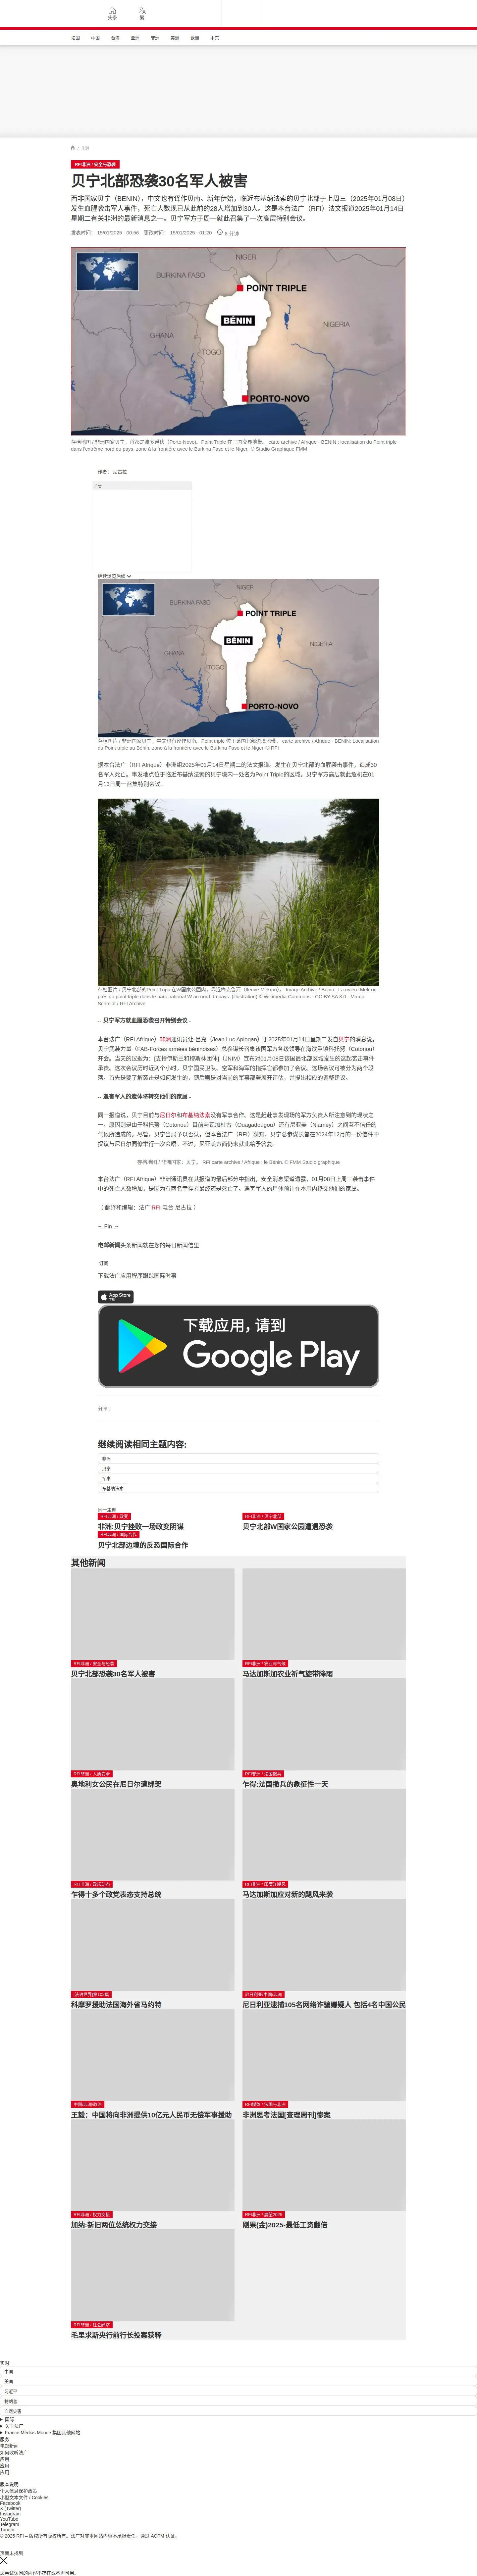 头条
繁
法国
中国
台海
亚洲
非洲
美洲
欧洲
中东
/ 非洲
RFI非洲 / 安全与恐袭
贝宁北部恐袭30名军人被害
西非国家贝宁（BENIN），中文也有译作贝南。新年伊始，临近布基纳法索的贝宁北部于上周三（2025年01月08日）
发生血腥袭击军人事件，死亡人数现已从此前的28人增加到30人。这是本台法广（RFI）法文报道2025年01月14日
星期二有关非洲的最新消息之一。贝宁军方于周一就此召集了一次高层特别会议。
发表时间： 15/01/2025 - 00:56 更改时间： 15/01/2025 - 01:20 8 分钟
NIGER
BURKINA FASO
POINT TRIPLE
BÉNIN
NIGERIA
GHANA
TOGO
PORTO-NOVO
存档地图 / 非洲国家贝宁，首都是波多诺伏（Porto-Novo)。Point Triple 在三国交界地带。 carte archive / Afrique - BENIN : localisation du Point triple
dans l'extrême nord du pays, zone à la frontière avec le Burkina Faso et le Niger. © Studio Graphique FMM
作者： 尼古拉
广告
继续浏览后续
NIGER
BURKINA FASO
POINT TRIPLE
BÉNIN
NIGERIA
GHANA
TOGO
PORTO-NOVO
存档图片 / 非洲国家贝宁，中文也有译作贝南。Point triple 位于该国北部边境地带。 carte archive / Afrique - BENIN: Localisation
du Point triple au Bénin, zone à la frontière avec le Burkina Faso et le Niger. © RFI
据本台法广（RFI Afrique）非洲组2025年01月14日星期二的法文报道，发生在贝宁北部的血腥袭击事件，造成30
名军人死亡。事发地点位于临近布基纳法索的贝宁境内一处名为Point Triple的区域。贝宁军方高层就此危机在01
月13日周一召集特别会议。
存档图片 / 贝宁北部的Point Triple在W国家公园内，靠近梅克鲁河（fleuve Mékrou）。 Image Archive / Bénin : La rivière Mekrou
près du point triple dans le parc national W au nord du pays. (illustration) © Wikimedia Commons - CC BY-SA 3.0 - Marco
Schmidt / RFI Archive
-- 贝宁军方就血腥恐袭召开特别会议 -
本台法广（RFI Afrique）非洲通讯员让-吕克（Jean Luc Aplogan）于2025年01月14日星期二发自贝宁的消息说，
贝宁武装力量（FAB-Forces armées béninoises）总参谋长召集该国军方各级领导在海滨重镇科托努（Cotonou）
开会。当天的议题为：[支持伊斯兰和穆斯林团体]（JNIM）宣布对01月08日该国最北部区域发生的这起袭击事件
承责。这次会议历时近两个小时。贝宁国民卫队、空军和海军的指挥官都参加了会议。这场会议可被分为两个阶
段。首先是要了解袭击是如何发生的，随后则是对当前的军事部署展开评估，并提出相应的调整建议。
-- 遇害军人的遗体将转交他们的家属 -
同一报道说，贝宁目前与尼日尔和布基纳法索没有军事合作。这是赶赴事发现场的军方负责人所注意到的现状之
一。原因则是由于科托努（Cotonou）目前与瓦加杜古（Ouagadougou）还有尼亚美（Niamey）之间互不信任的
气候所造成的。尽管，贝宁当局予以否认，但本台法广（RFI）获知，贝宁总参谋长曾在2024年12月的一份信件中
提议与尼日尔同僚举行一次会晤。不过，尼亚美方面仍未就此给予答复。
存档地图 / 非洲国家：贝宁。 RFI carte archive / Afrique : le Bénin. © FMM Studio graphique
本台法广（RFI Afrique）非洲通讯员在其报道的最后部分中指出，安全消息渠道透露，01月08日上周三袭击事件
中的死亡人数增加，是因为有两名幸存者最终还是死亡了。遇害军人的尸体预计在本周内移交他们的家属。
（ 翻译和编辑：法广 RFI 电台 尼古拉 ）
~. Fin .~
电邮新闻头条新闻就在您的每日新闻信里
订阅
下载法广应用程序跟踪国际时事
App Store
下载应用,请到
Google Play
分享 :
继续阅读相同主题内容:
非洲
贝宁
军事
布基纳法索
同一主题
RFI非洲 / 政变
非洲:贝宁挫败一场政变阴谋
RFI非洲 / 贝宁北部
贝宁北部W国家公园遭遇恐袭
RFI非洲 / 国际合作
贝宁北部边境的反恐国际合作
其他新闻
RFI非洲 / 安全与恐袭
贝宁北部恐袭30名军人被害
RFI非洲 / 农业与气候
马达加斯加农业祈气旋带降雨
RFI非洲 / 人质安全
奥地利女公民在尼日尔遭绑架
RFI非洲 / 法国撤兵
乍得:法国撤兵的象征性一天
RFI非洲 / 政坛动态
乍得十多个政党表态支持总统
RFI非洲 / 印度洋飓风
马达加斯加应对新的飓风来袭
[法语世界]第102集
科摩罗援助法国海外省马约特
尼日利亚/中国/非洲
尼日利亚逮捕105名网络诈骗嫌疑人 包括4名中国公民
中国/非洲/政治
王毅：中国将向非洲提供10亿元人民币无偿军事援助
RFI媒体 / 法国与非洲
非洲思考法国[查理周刊]惨案
RFI非洲 / 权力交接
加纳:新旧两位总统权力交接
RFI非洲 / 展望2025
刚果(金)2025-最低工资翻倍
RFI非洲 / 社会经济
毛里求斯央行前行长投案获释
实时
中国
美国
习近平
特朗普
自然灾害
国际
关于法广
France Médias Monde 集团其他网站
服务
电邮新闻
如何收听法广
应用
应用
应用
版本说明
个人信息保护政策
小型文本文件 / Cookies
Facebook
X (Twitter)
Instagram
YouTube
Telegram
TuneIn
© 2025 RFI – 版权所有版权所有。法广对非本网站内容不承担责任。通过 ACPM 认证。
页面未找到
您尝试访问的内容不存在或不再可用。